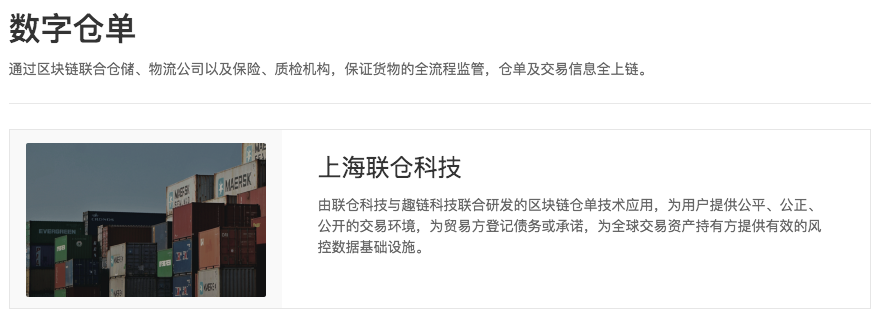 数字仓单
通过区块链联合仓储、物流公司以及保险、质检机构，保证货物的全流程监管，仓单及交易信息全上链。
上海联仓科技
由联仓科技与趣链科技联合研发的区块链仓单技术应用，为用户提供公平、公正、
公开的交易环境，为贸易方登记债务或承诺，为全球交易资产持有方提供有效的风
控数据基础设施。
MAERSK
MAERSK
EVERGREEN